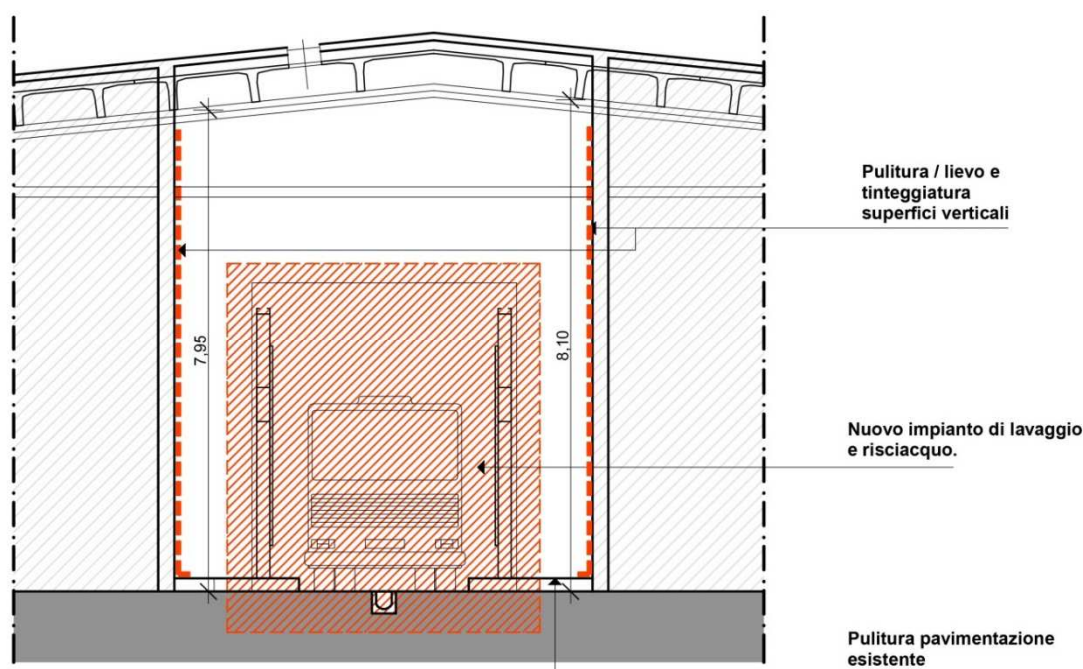 Pulitura / lievo e
tinteggiatura
superfici verticali
7,95
8,10
Nuovo impianto di lavaggio
e risciacquo.
Pulitura pavimentazione
esistente